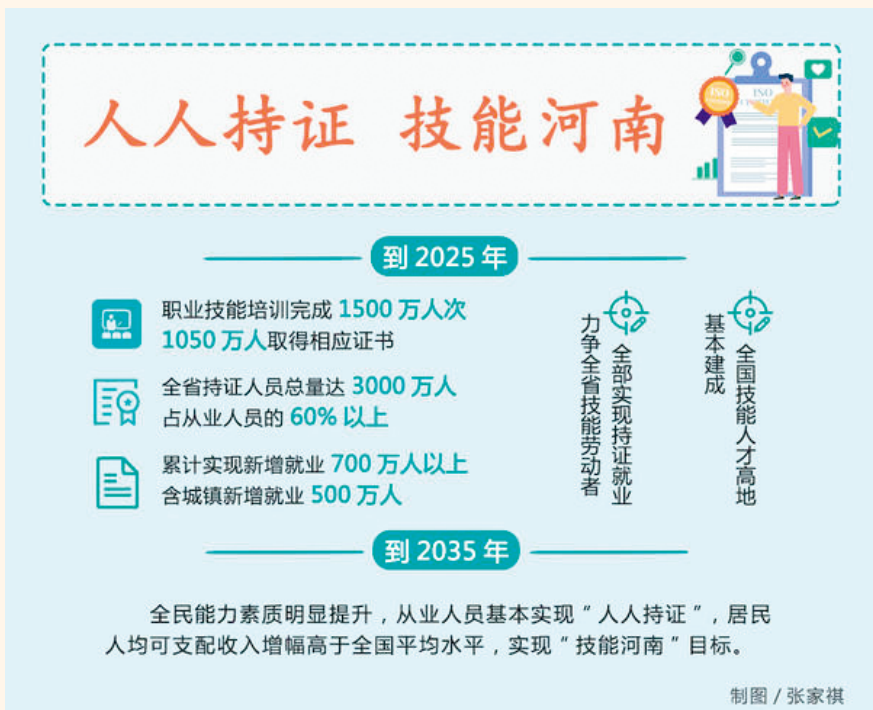 人人持证 技能河南
ISO
ISO
到 2025 年
职业技能培训完成 1500 万人次
1050 万人取得相应证书
全省持证人员总量达 3000 万人
占从业人员的 60% 以上
累计实现新增就业 700 万人以上
含城镇新增就业 500 万人
力争全省技能劳动者
全部实现持证就业
基本建成
全国技能人才高地
到 2035 年
全民能力素质明显提升，从业人员基本实现“人人持证”，居民
人均可支配收入增幅高于全国平均水平，实现“技能河南”目标。
制图 / 张家祺